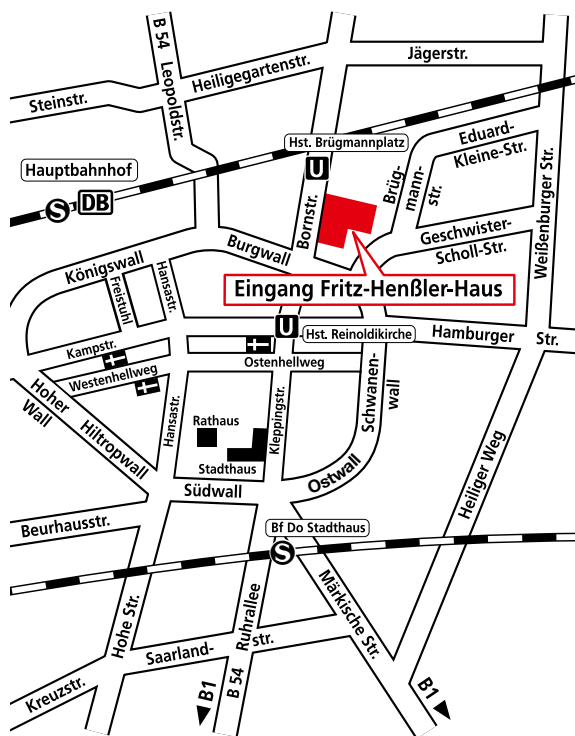 B 54
Leopoldstr.
Heiligegartenstr.
Jägerstr.
Steinstr.
Hst. Brügmannplatz
U
Eduard-
Kleine-Str.
Hauptbahnhof
S
DB
Brüg-
mann-
str.
Bornstr.
Weißenburger Str.
Geschwister-
Scholl-Str.
Burgwall
Königswall
Hansastr.
Freistuhl
Eingang Fritz-Henßler-Haus
U
Hst. Reinoldikirche
Hamburger Str.
Kampstr.
Ostenhellweg
Westenhellweg
Schwanen-
wall
Hoher
Wall
Hiltropwall
Hansastr.
Rathaus
Kleppingstr.
Stadthaus
Heiliger Weg
Ostwall
Südwall
Beurhausstr.
Bf Do Stadthaus
S
Märkische Str.
Hohe Str.
Ruhrallee
Saarland-
str.
B 54
Kreuzstr.
B1
B1